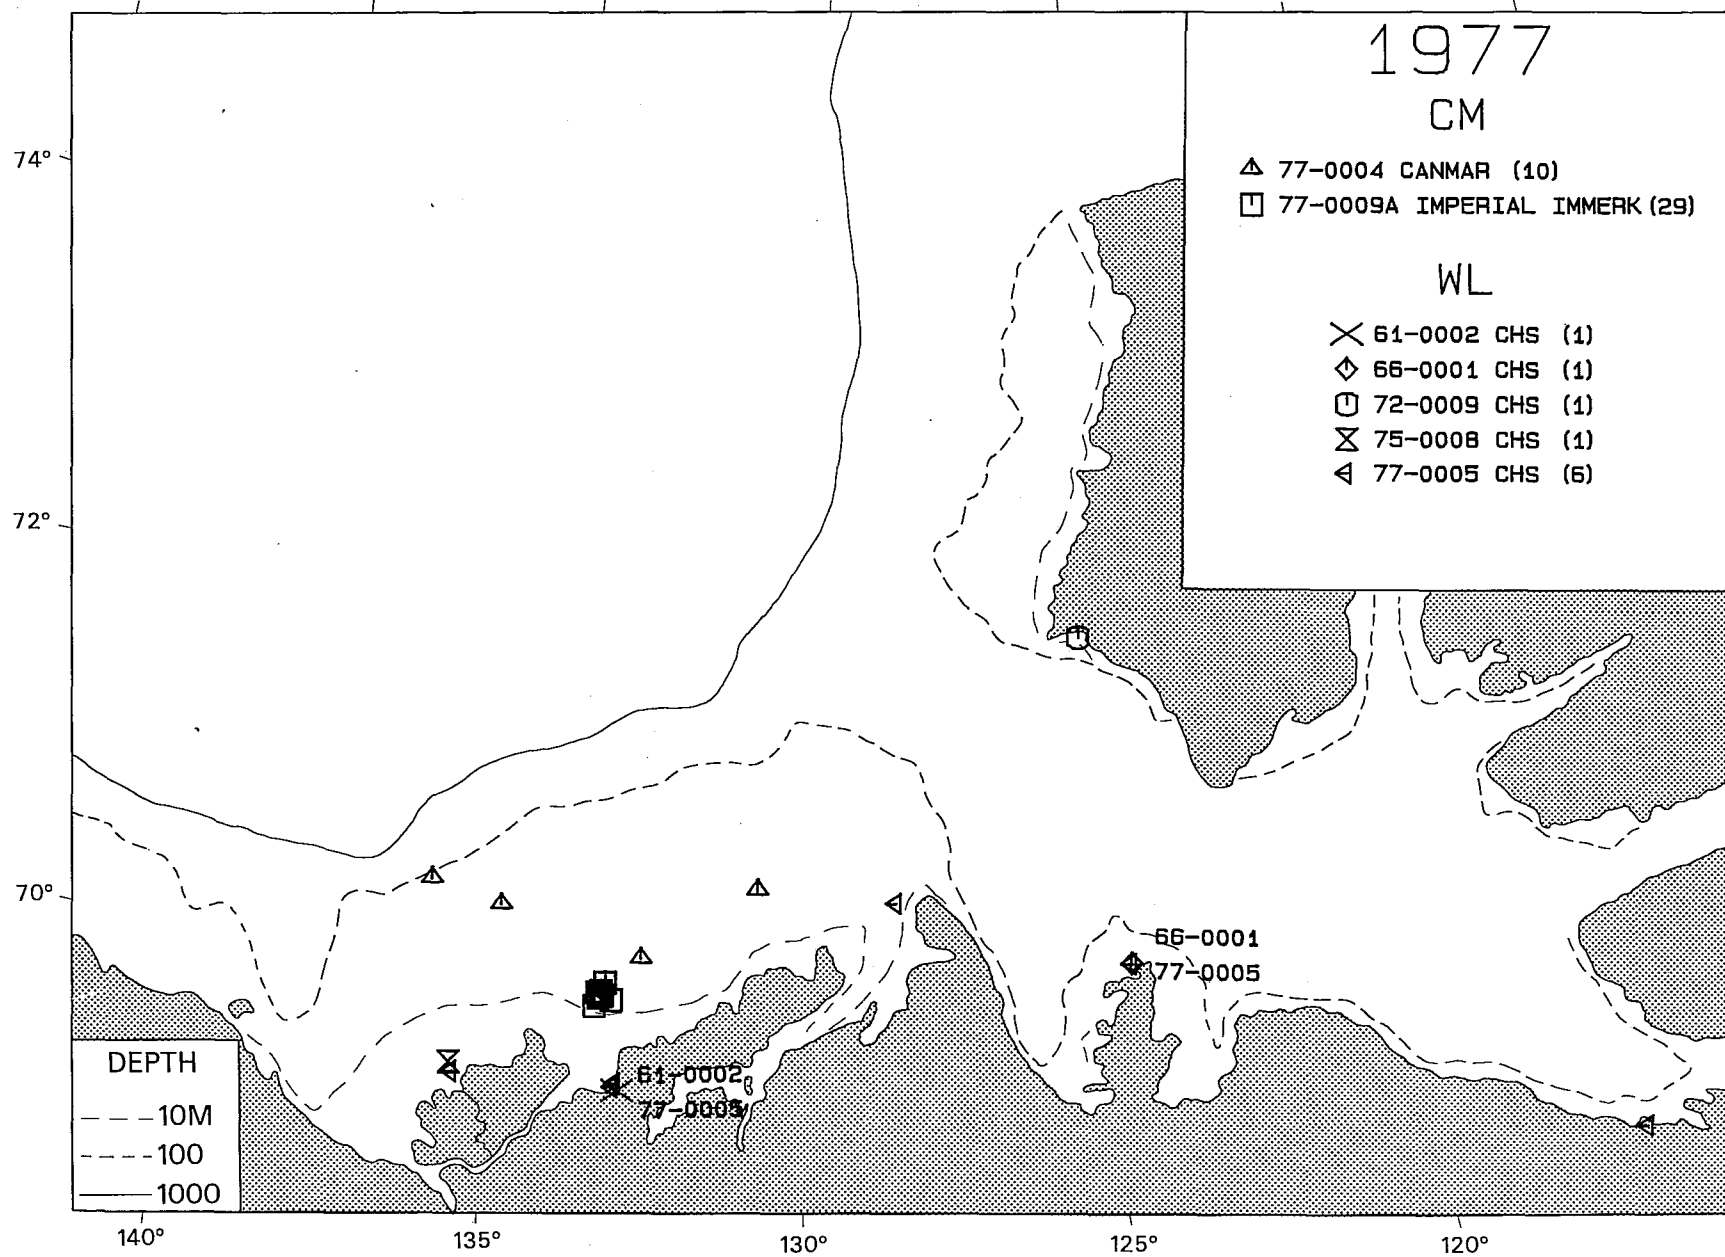 1977
CM
77-0004 CANMAR (10)
77-0009A IMPERIAL IMMERK (29)
WL
61-0002 CHS (1)
66-0001 CHS (1)
72-0009 CHS (1)
75-0008 CHS (1)
77-0005 CHS (6)
74°
72°
70°
66-0001
77-0005
61-0002
77-0005
DEPTH
10M
100
1000
140°
135°
130°
125°
120°